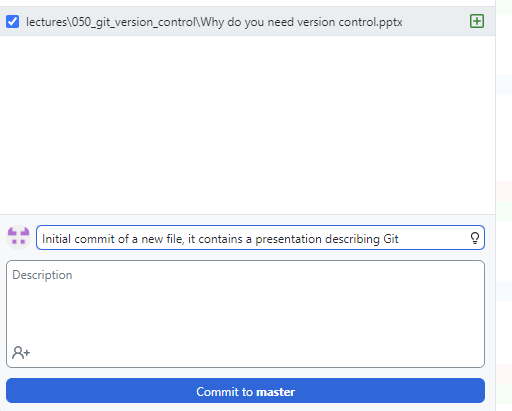 lectures\050_git_version_control\Why do you need version control.pptx
Initial commit of a new file, it contains a presentation describing Git
Description
Commit to master